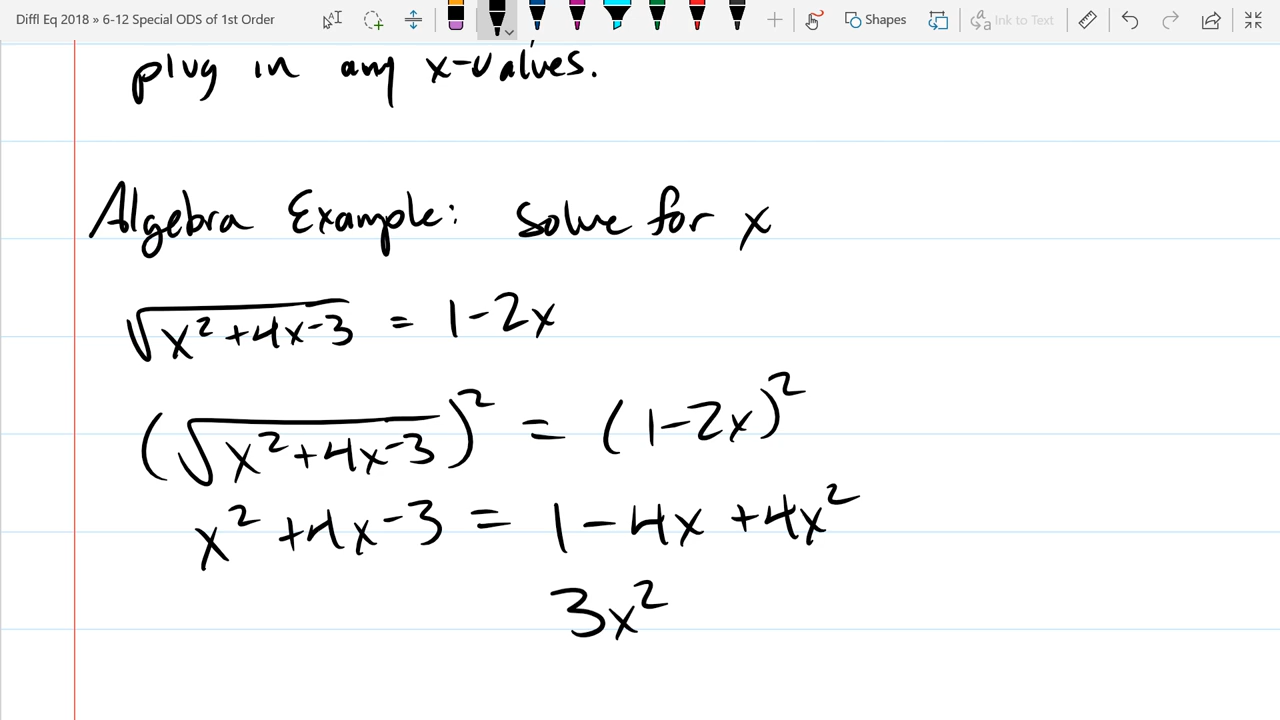 Diffl Eq 2018 » 6-12 Special ODS of 1st Order
Shapes
Ink to Text
plug in any x-values.
Algebra Example: Solve for x
√(x²+4x-3) = 1-2x
(√(x²+4x-3))² = (1-2x)²
x² +4x-3 = 1-4x +4x²
3x²